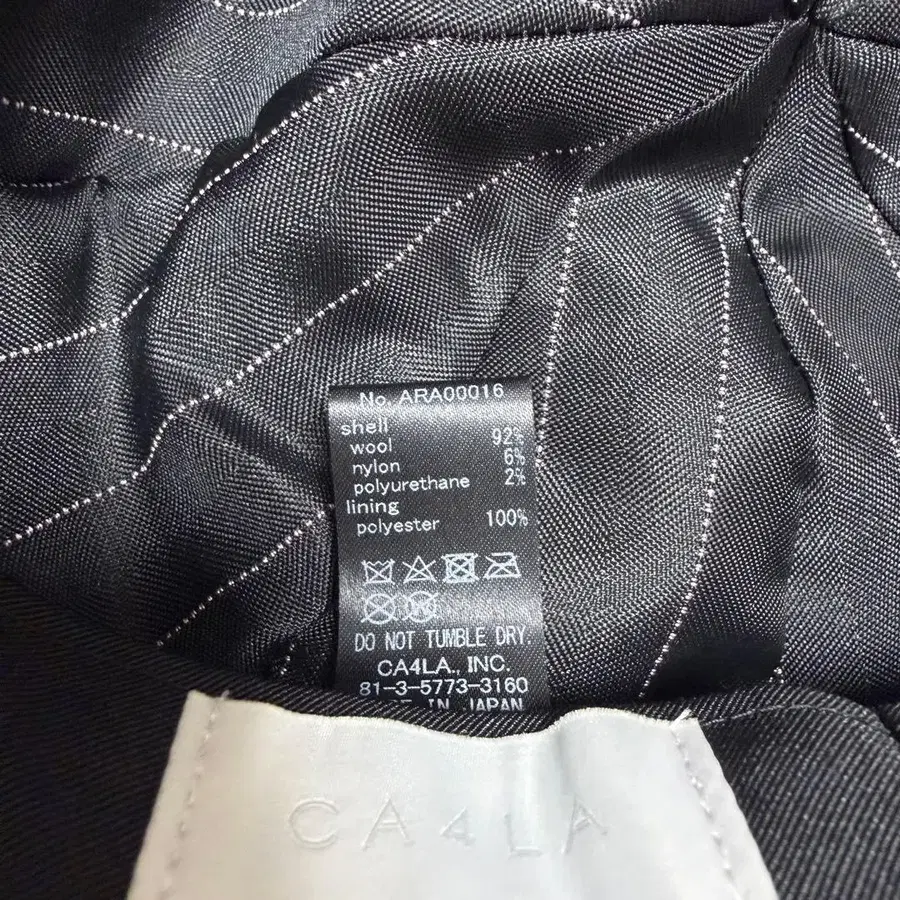 No. ARA00016
shell
wool 92%
nylon 6%
polyurethane 2%
lining
polyester 100%
DO NOT TUMBLE DRY.
CA4LA., INC.
81-3-5773-3160
IN JAPAN
CA4LA